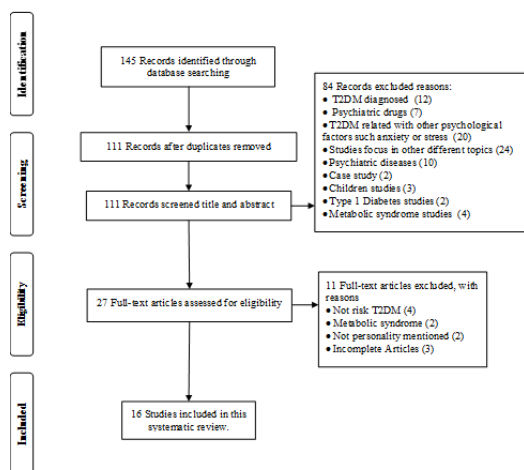 Identification
145 Records identified through
database searching
84 Records excluded reasons:
• T2DM diagnosed (12)
• Psychiatric drugs (7)
• T2DM related with other psychological
factors such anxiety or stress (20)
• Studies focus in other different topics (24)
• Psychiatric diseases (10)
• Case study (2)
• Children studies (3)
• Type 1 Diabetes studies (2)
• Metabolic syndrome studies (4)
Screening
111 Records after duplicates removed
111 Records screened title and abstract
Eligibility
27 Full-text articles assessed for eligibility
11 Full-text articles excluded, with
reasons
• Not risk T2DM (4)
• Metabolic syndrome (2)
• Not personality mentioned (2)
• Incomplete Articles (3)
Included
16 Studies included in this
systematic review.